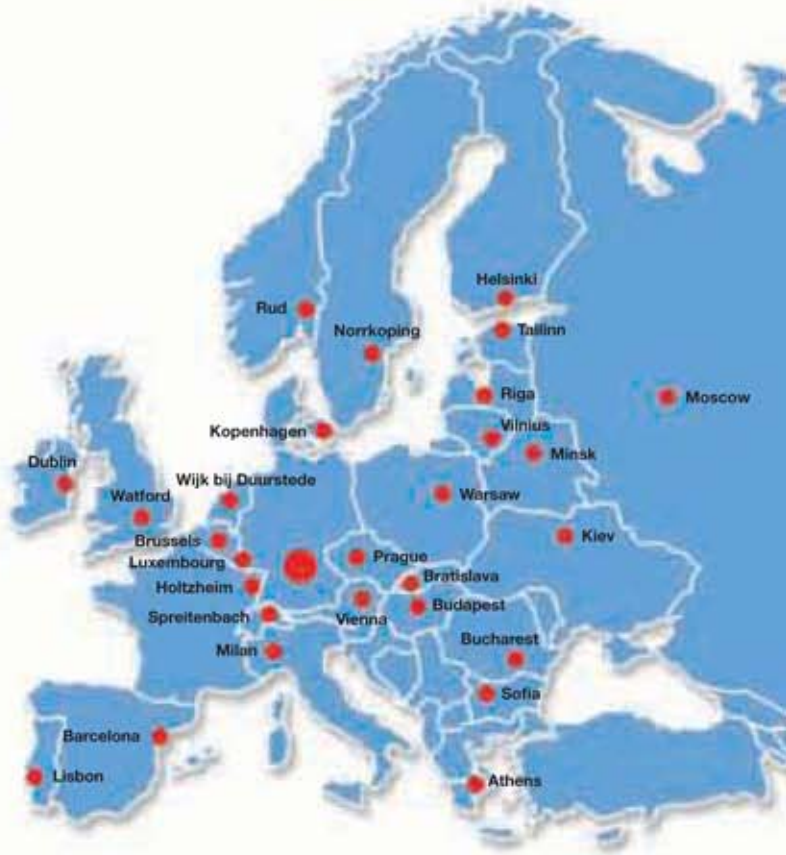 Helsinki
Rud
Tallinn
Norrkoping
Riga
Moscow
Vilnius
Kopenhagen
Minsk
Dublin
Wijk bij Duurstede
Watford
Warsaw
Kiev
Brussels
Prague
Luxembourg
Bratislava
Holtzheim
Budapest
Spreitenbach
Vienna
Bucharest
Milan
Sofia
Barcelona
Lisbon
Athens